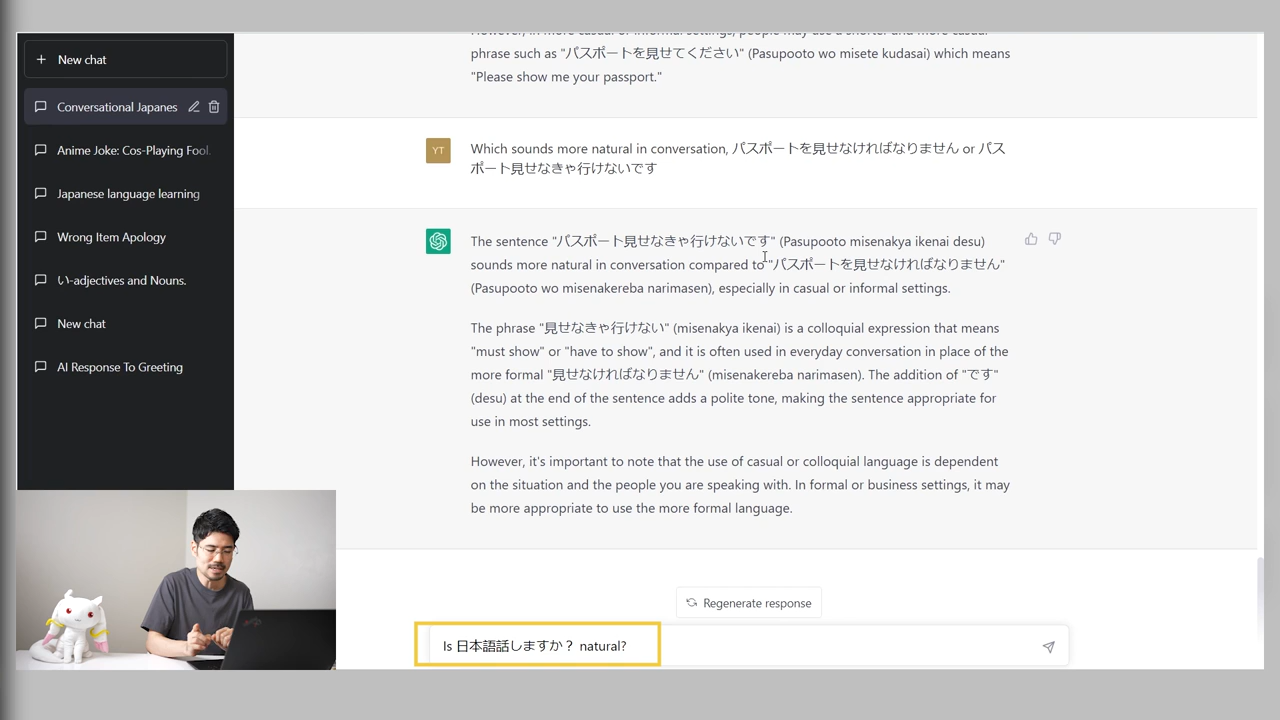 New chat
Conversational Japanes
Anime Joke: Cos-Playing Fool.
Japanese language learning
Wrong Item Apology
い-adjectives and Nouns.
New chat
AI Response To Greeting
However, in more casual or informal settings, people may use a shorter and more casual
phrase such as "パスポートを見せてください" (Pasupooto wo misete kudasai) which means
"Please show me your passport."
YT
Which sounds more natural in conversation, パスポートを見せなければなりません or パス
ポート見せなきゃ行けないです
The sentence "パスポート見せなきゃ行けないです" (Pasupooto misenakya ikenai desu)
sounds more natural in conversation compared to "パスポートを見せなければなりません"
(Pasupooto wo misenakereba narimasen), especially in casual or informal settings.
The phrase "見せなきゃ行けない" (misenakya ikenai) is a colloquial expression that means
"must show" or "have to show", and it is often used in everyday conversation in place of the
more formal "見せなければなりません" (misenakereba narimasen). The addition of "です"
(desu) at the end of the sentence adds a polite tone, making the sentence appropriate for
use in most settings.
However, it's important to note that the use of casual or colloquial language is dependent
on the situation and the people you are speaking with. In formal or business settings, it may
be more appropriate to use the more formal language.
Regenerate response
Is 日本語話しますか？ natural?